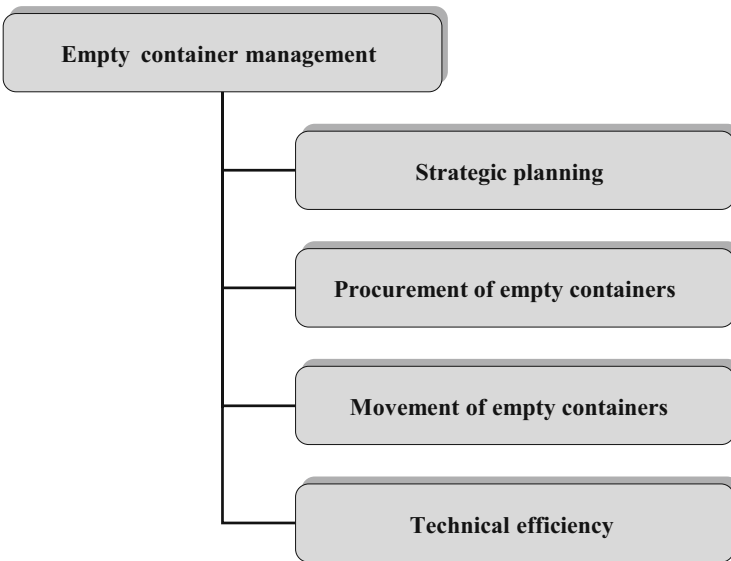 Empty container management
Strategic planning
Procurement of empty containers
Movement of empty containers
Technical efficiency